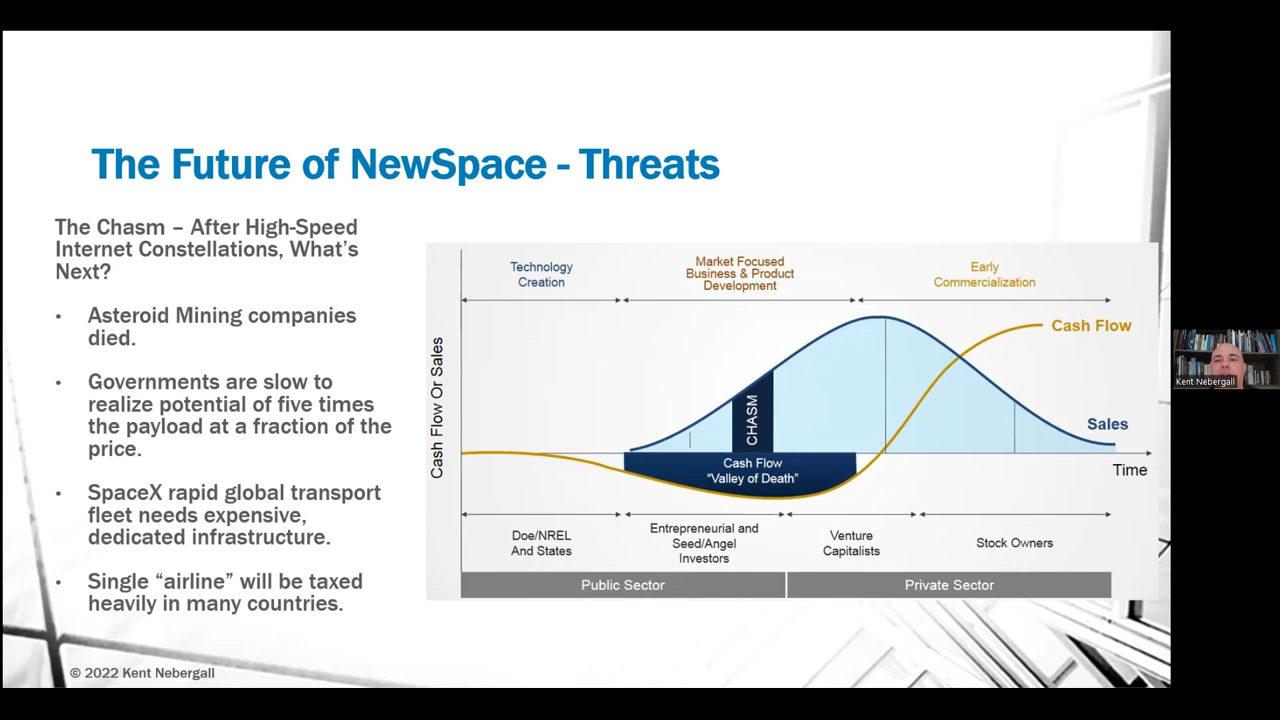 The Future of NewSpace - Threats
The Chasm – After High-Speed
Internet Constellations, What's
Next?
• Asteroid Mining companies
died.
• Governments are slow to
realize potential of five times
the payload at a fraction of the
price.
• SpaceX rapid global transport
fleet needs expensive,
dedicated infrastructure.
• Single “airline” will be taxed
heavily in many countries.
Technology
Creation
Market Focused
Business & Product
Development
Early
Commercialization
Cash Flow Or Sales
Cash Flow
CHASM
Sales
Cash Flow
“Valley of Death”
Time
Doe/NREL
And States
Entrepreneurial and
Seed/Angel
Investors
Venture
Capitalists
Stock Owners
Public Sector
Private Sector
© 2022 Kent Nebergall
Kent Nebergall